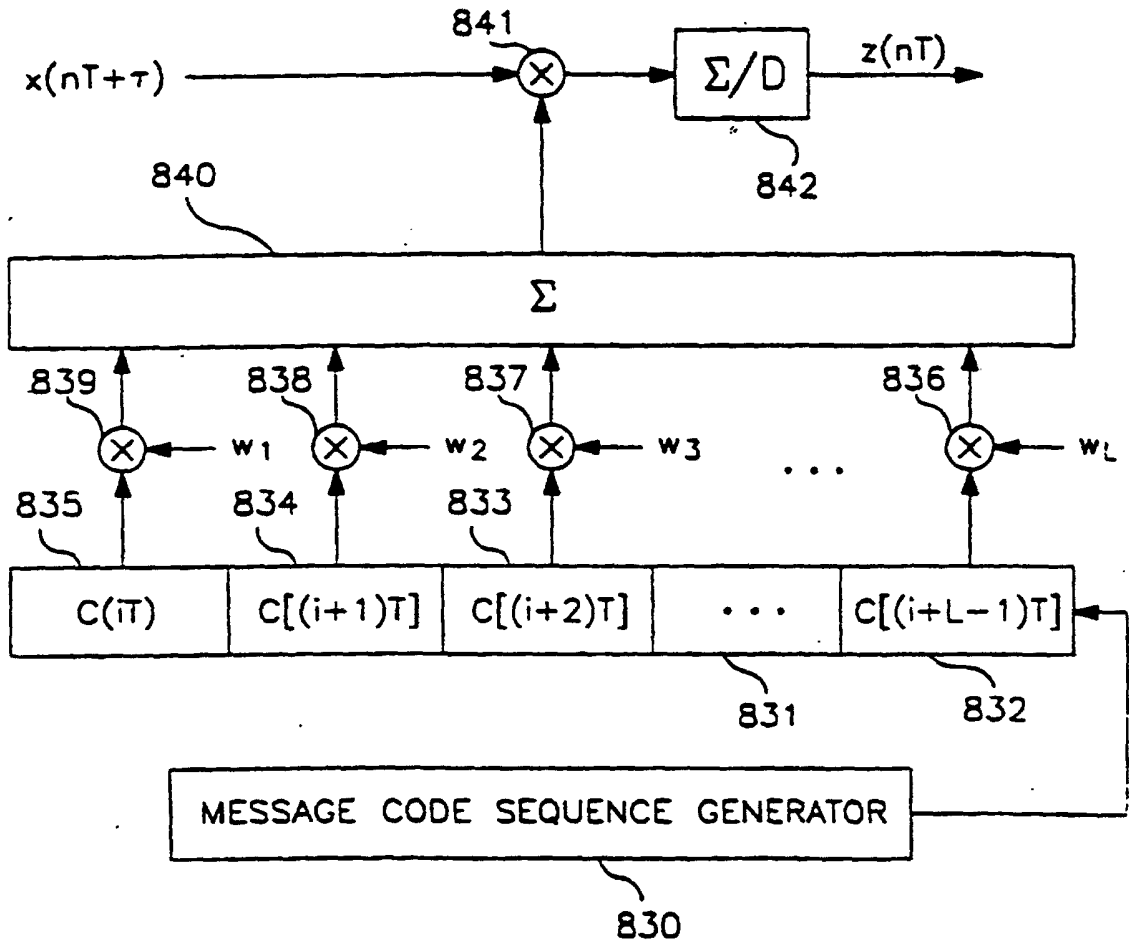 841
x(nT+τ)
Σ/D
z(nT)
842
840
Σ
839
838
837
836
w1
w2
w3
...
wL
835
834
833
C(iT)
C[(i+1)T]
C[(i+2)T]
...
C[(i+L-1)T]
831
832
MESSAGE CODE SEQUENCE GENERATOR
830